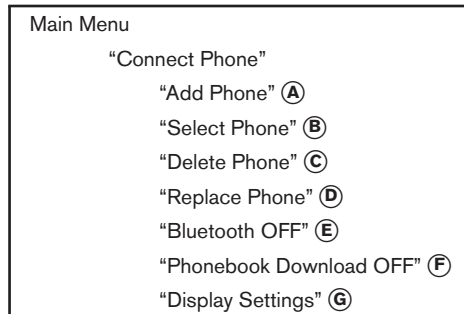 Main Menu
“Connect Phone”
“Add Phone” Ⓐ
“Select Phone” Ⓑ
“Delete Phone” Ⓒ
“Replace Phone” Ⓓ
“Bluetooth OFF” Ⓔ
“Phonebook Download OFF” Ⓕ
“Display Settings” Ⓖ